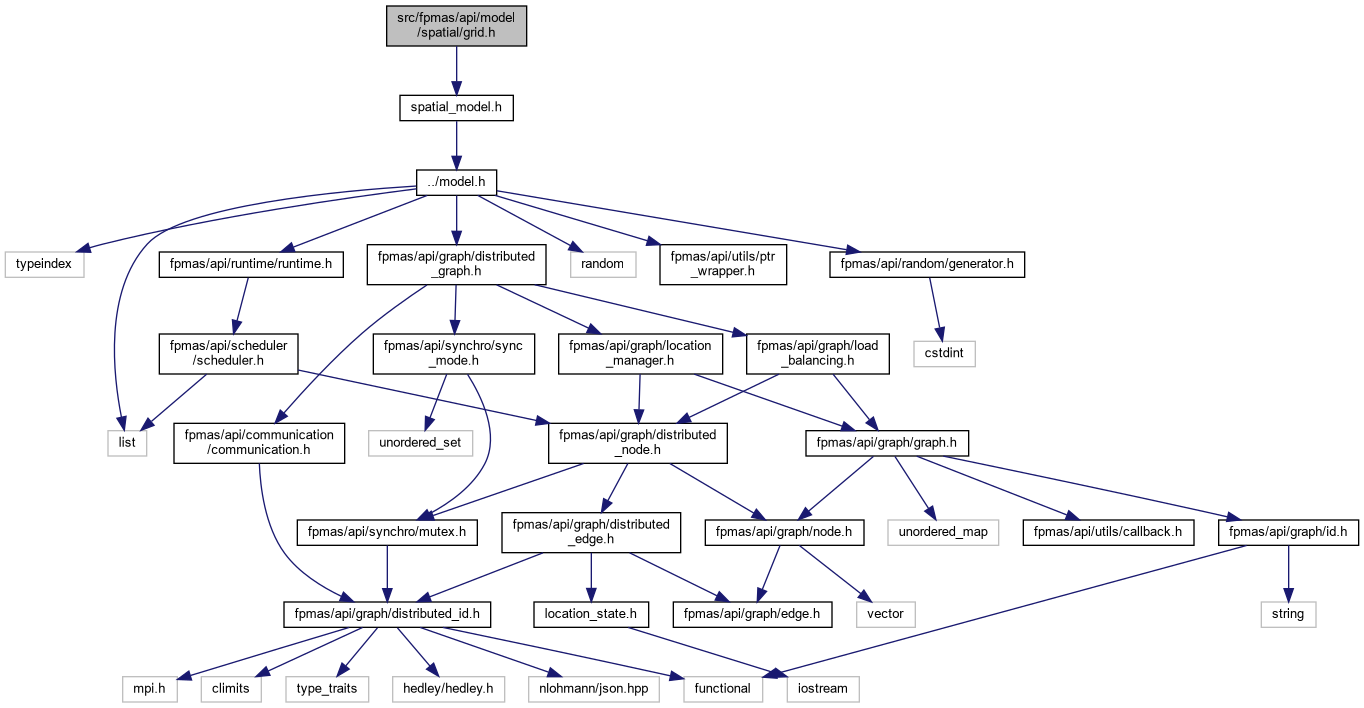 src/fpmas/api/model
/spatial/grid.h
spatial_model.h
../model.h
typeindex
fpmas/api/runtime/runtime.h
fpmas/api/graph/distributed
_graph.h
random
fpmas/api/utils/ptr
_wrapper.h
fpmas/api/random/generator.h
fpmas/api/scheduler
/scheduler.h
fpmas/api/synchro/sync
_mode.h
fpmas/api/graph/location
_manager.h
fpmas/api/graph/load
_balancing.h
cstdint
list
fpmas/api/communication
/communication.h
unordered_set
fpmas/api/graph/distributed
_node.h
fpmas/api/graph/graph.h
fpmas/api/synchro/mutex.h
fpmas/api/graph/distributed
_edge.h
fpmas/api/graph/node.h
unordered_map
fpmas/api/utils/callback.h
fpmas/api/graph/id.h
fpmas/api/graph/distributed_id.h
location_state.h
fpmas/api/graph/edge.h
vector
string
mpi.h
climits
type_traits
hedley/hedley.h
nlohmann/json.hpp
functional
iostream